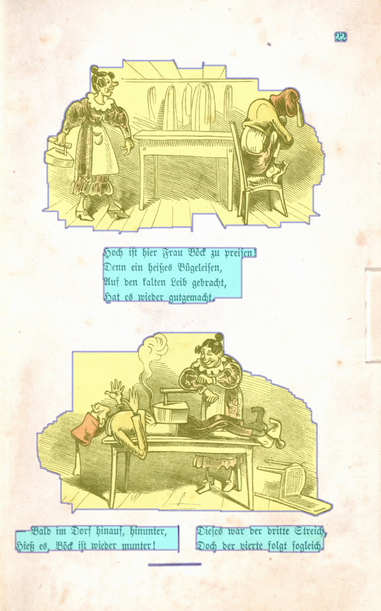 22
Hoch ist hier Frau Böck zu preisen!
Denn ein heißes Bügeleisen,
Auf den kalten Leib gebracht,
Hat es wieder gutgemacht.
Bald im Dorf hinauf, hinunter,
Hieß es, Böck ist wieder munter!
Dieses war der dritte Streich,
Doch der vierte folgt sogleich.